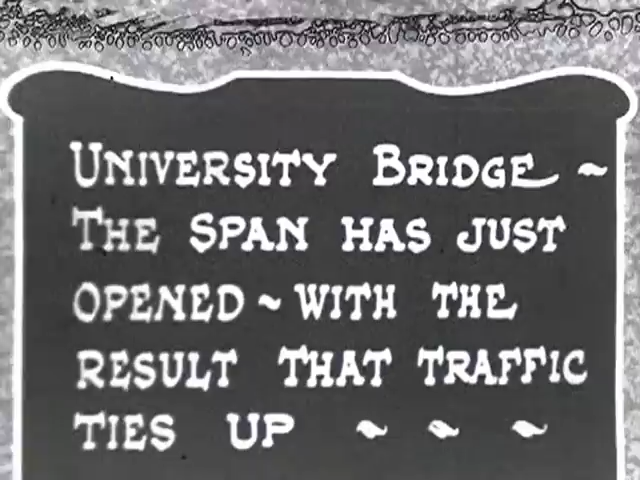 UNIVERSITY BRIDGE ~
THE SPAN HAS JUST
OPENED ~ WITH THE
RESULT THAT TRAFFIC
TIES UP ~ ~ ~